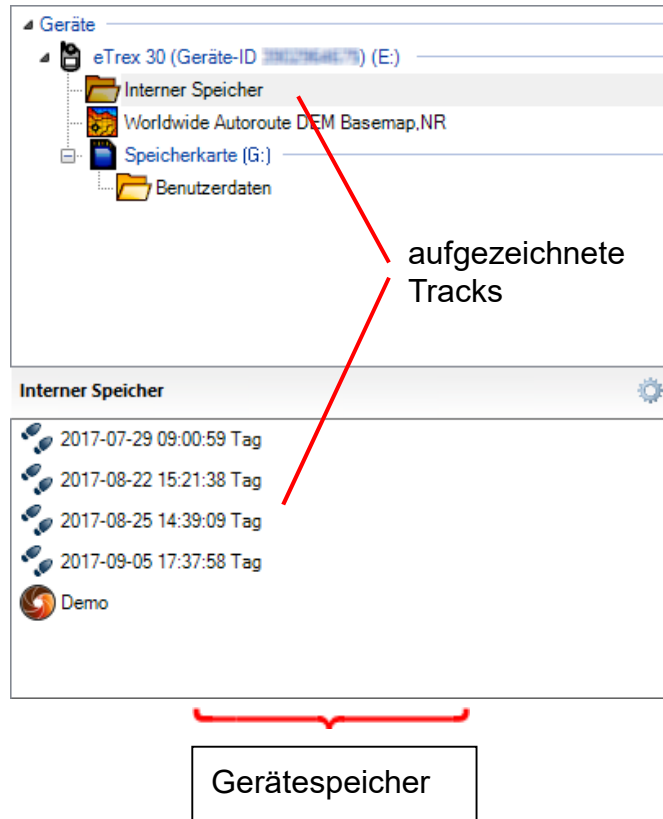 Geräte
eTrex 30 (Geräte-ID ) (E:)
Interner Speicher
Worldwide Autoroute DEM Basemap,NR
Speicherkarte (G:)
Benutzerdaten
aufgezeichnete
Tracks
Interner Speicher
2017-07-29 09:00:59 Tag
2017-08-22 15:21:38 Tag
2017-08-25 14:39:09 Tag
2017-09-05 17:37:58 Tag
Demo
Gerätespeicher